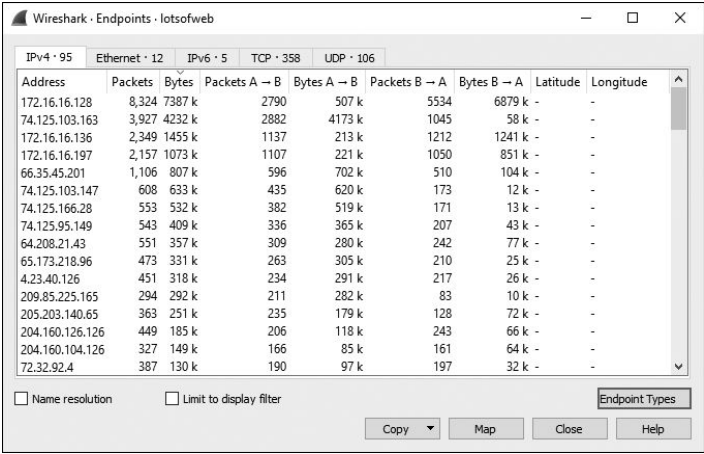 Wireshark · Endpoints · lotsofweb
IPv4 · 95 Ethernet · 12 IPv6 · 5 TCP · 358 UDP · 106
Address Packets Bytes Packets A → B Bytes A → B Packets B → A Bytes B → A Latitude Longitude
172.16.16.128 8,324 7387 k 2790 507 k 5534 6879 k - -
74.125.103.163 3,927 4232 k 2882 4173 k 1045 58 k - -
172.16.16.136 2,349 1455 k 1137 213 k 1212 1241 k - -
172.16.16.197 2,157 1073 k 1107 221 k 1050 851 k - -
66.35.45.201 1,106 807 k 596 702 k 510 104 k - -
74.125.103.147 608 633 k 435 620 k 173 12 k - -
74.125.166.28 553 532 k 382 519 k 171 13 k - -
74.125.95.149 543 409 k 336 365 k 207 43 k - -
64.208.21.43 551 357 k 309 280 k 242 77 k - -
65.173.218.96 473 331 k 263 305 k 210 25 k - -
4.23.40.126 451 318 k 234 291 k 217 26 k - -
209.85.225.165 294 292 k 211 282 k 83 10 k - -
205.203.140.65 363 251 k 235 179 k 128 72 k - -
204.160.126.126 449 185 k 206 118 k 243 66 k - -
204.160.104.126 327 149 k 166 85 k 161 64 k - -
72.32.92.4 387 130 k 190 97 k 197 32 k - -
Name resolution Limit to display filter Endpoint Types
Copy Map Close Help